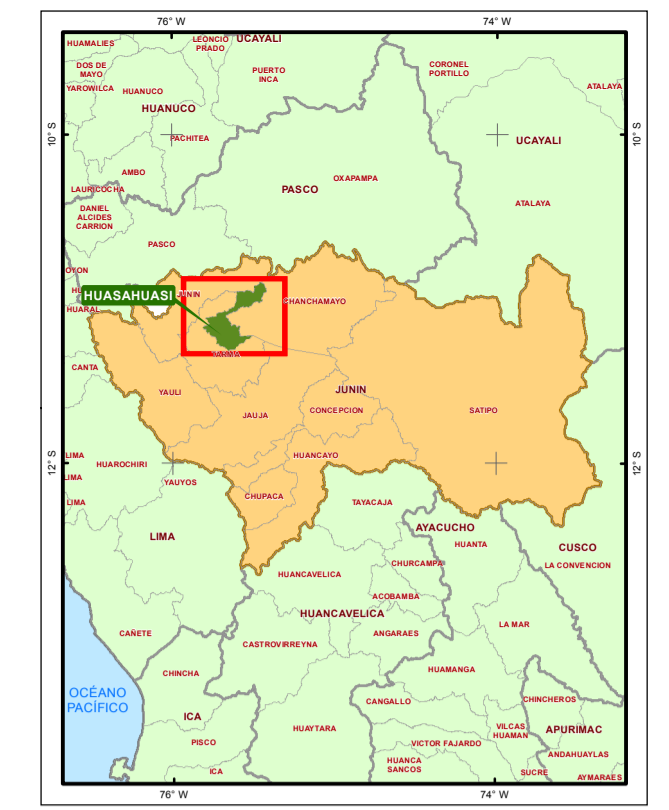 76° W
74° W
HUAMALIES
LEONCIO
PRADO
UCAYALI
DOS DE
MAYO
PUERTO
INCA
CORONEL
PORTILLO
YAROWILCA
HUANUCO
ATALAYA
HUANUCO
10° S
PACHITEA
UCAYALI
10° S
AMBO
LAURICOCHA
PASCO
OXAPAMPA
DANIEL
ALCIDES
CARRION
ATALAYA
PASCO
OYON
HUASAHUASI
JUNIN
CHANCHAMAYO
HUARAL
TARMA
CANTA
YAULI
JUNIN
JAUJA
CONCEPCION
SATIPO
LIMA
HUAROCHIRI
HUANCAYO
12° S
12° S
LIMA
YAUYOS
LIMA
CHUPACA
TAYACAJA
LIMA
AYACUCHO
HUANTA
CUSCO
LA CONVENCION
CHURCAMPA
HUANCAVELICA
ACOBAMBA
HUANCAVELICA
LA MAR
CAÑETE
ANGARAES
CASTROVIRREYNA
CHINCHA
HUAMANGA
OCÉANO
PACÍFICO
CANGALLO
CHINCHEROS
ICA
HUAYTARA
VILCAS
HUAMAN
APURIMAC
PISCO
VICTOR FAJARDO
ANDAHUAYLAS
HUANCA
SANCOS
ICA
SUCRE
AYMARAES
76° W
74° W